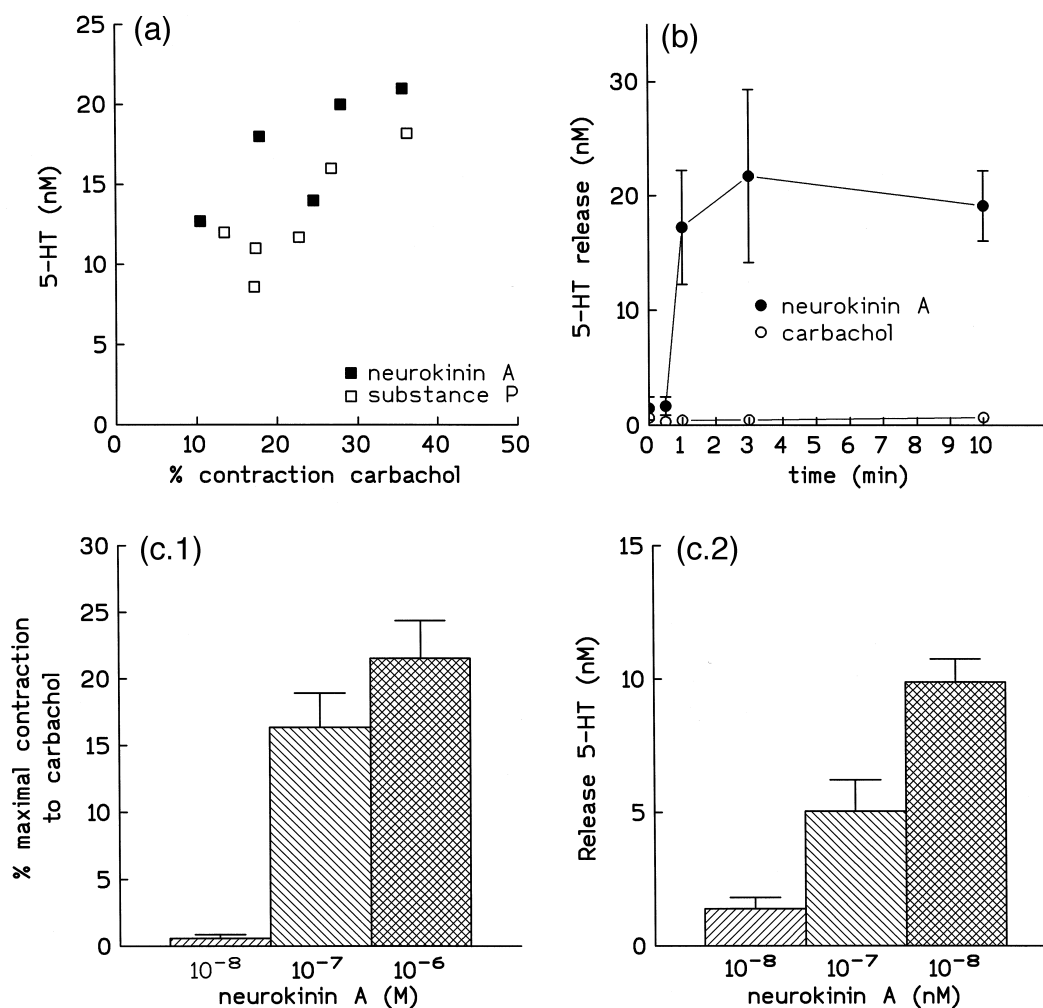 (a)
25
20
15
10
5
0
5-HT (nM)
neurokinin A
substance P
0 10 20 30 40 50
% contraction carbachol
(b)
30
20
10
0
5-HT release (nM)
neurokinin A
carbachol
0 1 2 3 4 5 6 7 8 9 10
time (min)
(c.1)
30
25
20
15
10
5
0
% maximal contraction
to carbachol
10⁻⁸ 10⁻⁷ 10⁻⁶
neurokinin A (M)
(c.2)
15
10
5
0
Release 5-HT (nM)
10⁻⁸ 10⁻⁷ 10⁻⁸
neurokinin A (nM)